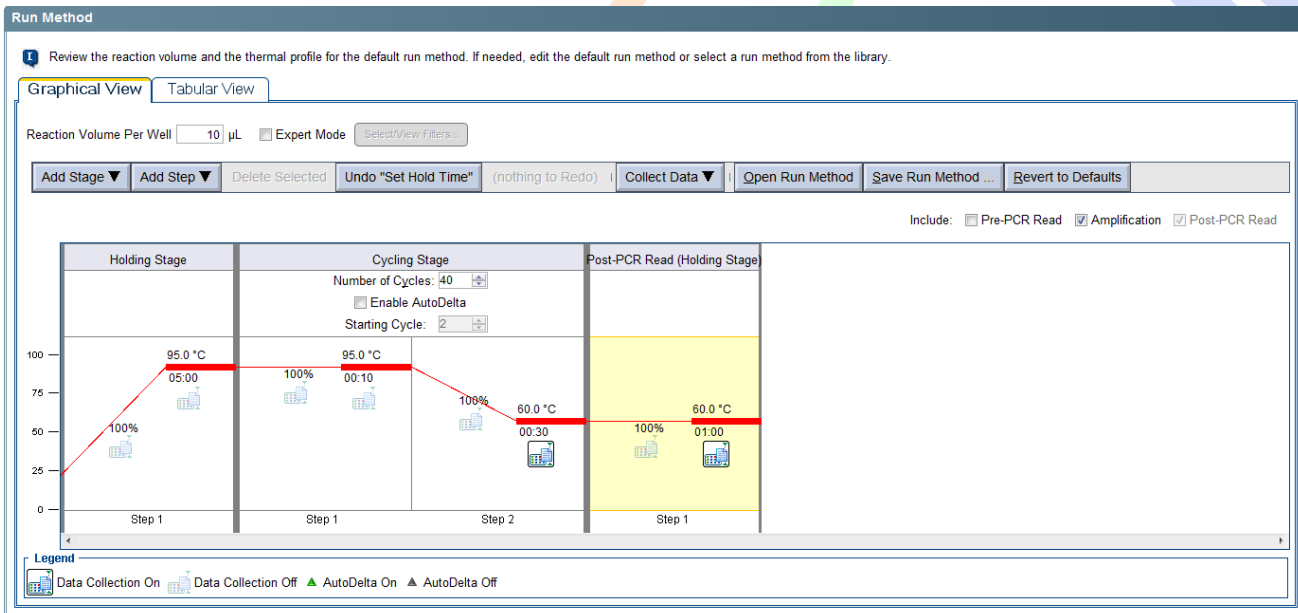 Run Method
Review the reaction volume and the thermal profile for the default run method. If needed, edit the default run method or select a run method from the library.
Graphical View Tabular View
Reaction Volume Per Well 10 µL Expert Mode Select/View Filters...
Add Stage ▼ Add Step ▼ Delete Selected Undo "Set Hold Time" (nothing to Redo) Collect Data ▼ Open Run Method Save Run Method ... Revert to Defaults
Include: Pre-PCR Read Amplification Post-PCR Read
Holding Stage Cycling Stage Post-PCR Read (Holding Stage)
Number of Cycles: 40
Enable AutoDelta
Starting Cycle: 2
100 95.0 °C 95.0 °C
05:00 100% 00:10
75 100% 60.0 °C 60.0 °C
50 100% 00:30 100% 01:00
25
0
Step 1 Step 1 Step 2 Step 1
Legend
Data Collection On Data Collection Off AutoDelta On AutoDelta Off